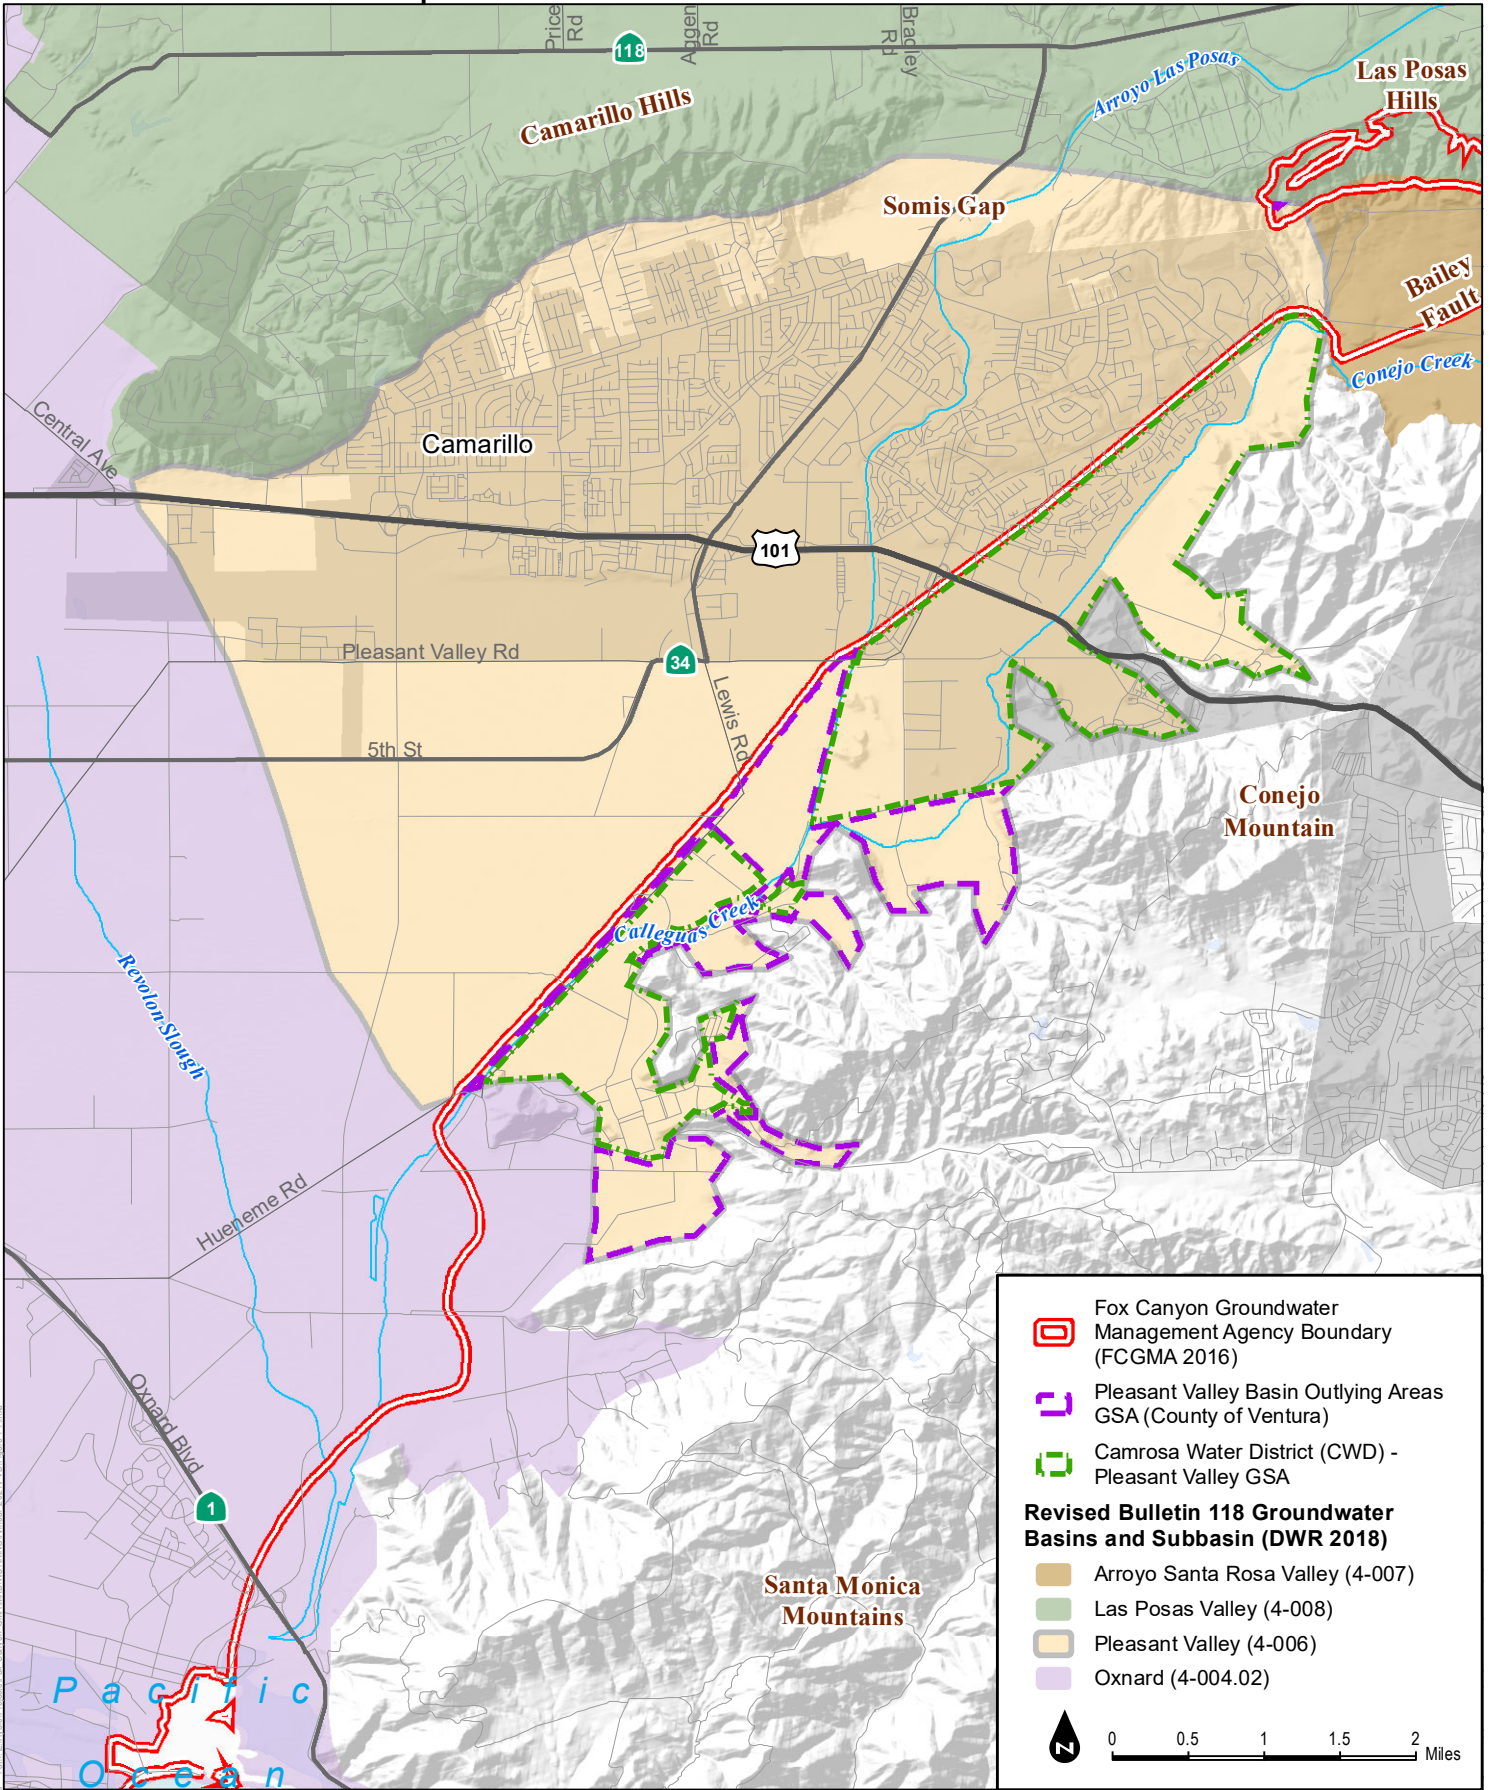 Price
Rd
Aggen
Rd
Bradley
Rd
118
Arroyo Las Posas
Las Posas
Hills
Camarillo Hills
Somis Gap
Bailey
Fault
Conejo Creek
Central Ave
Camarillo
101
Pleasant Valley Rd
34
Lewis Rd
5th St
Conejo
Mountain
Calleguas Creek
Revolon Slough
Hueneme Rd
Oxnard Blvd
1
Santa Monica
Mountains
Pacific
Ocean
Fox Canyon Groundwater
Management Agency Boundary
(FCGMA 2016)
Pleasant Valley Basin Outlying Areas
GSA (County of Ventura)
Camrosa Water District (CWD) -
Pleasant Valley GSA
Revised Bulletin 118 Groundwater
Basins and Subbasin (DWR 2018)
Arroyo Santa Rosa Valley (4-007)
Las Posas Valley (4-008)
Pleasant Valley (4-006)
Oxnard (4-004.02)
N
0 0.5 1 1.5 2
Miles